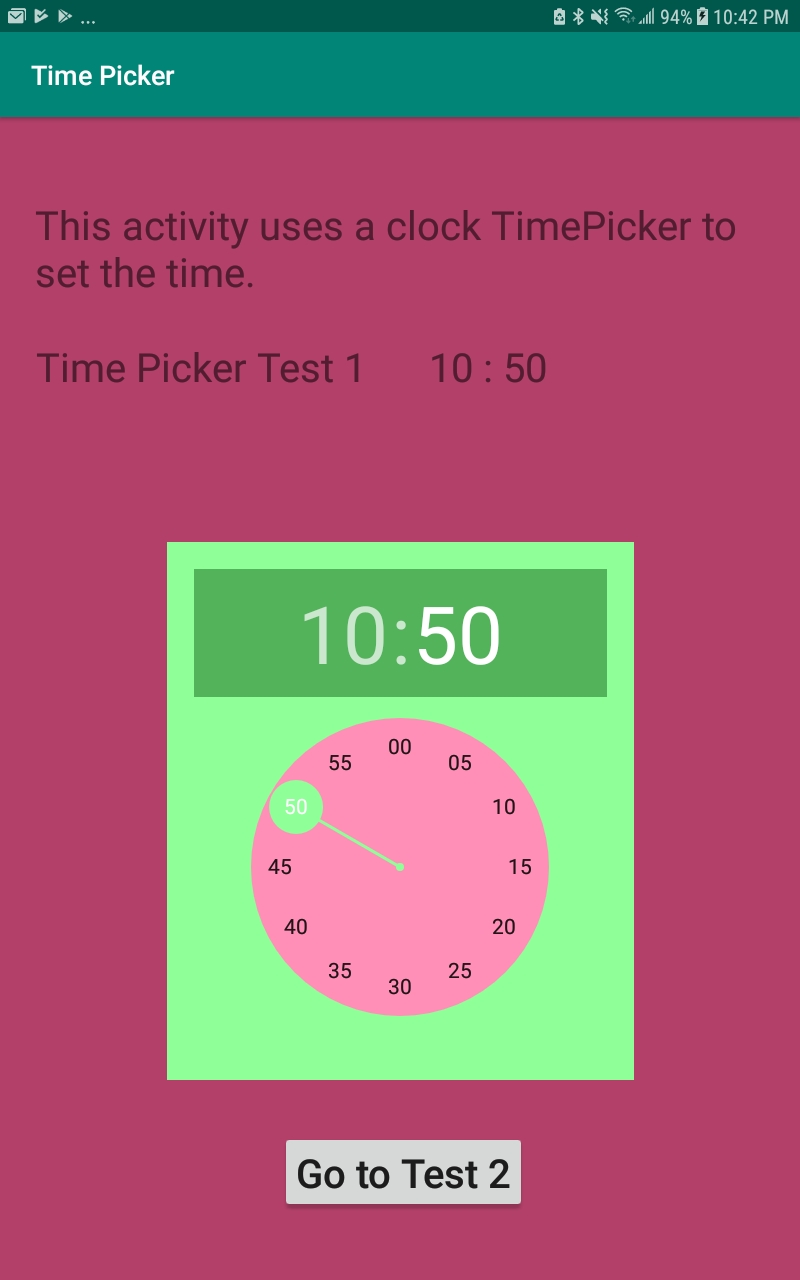 ... 94% 10:42 PM
Time Picker
This activity uses a clock TimePicker to
set the time.
Time Picker Test 1 10 : 50
10:50
00
55 05
50 10
45 15
40 20
35 25
30
Go to Test 2